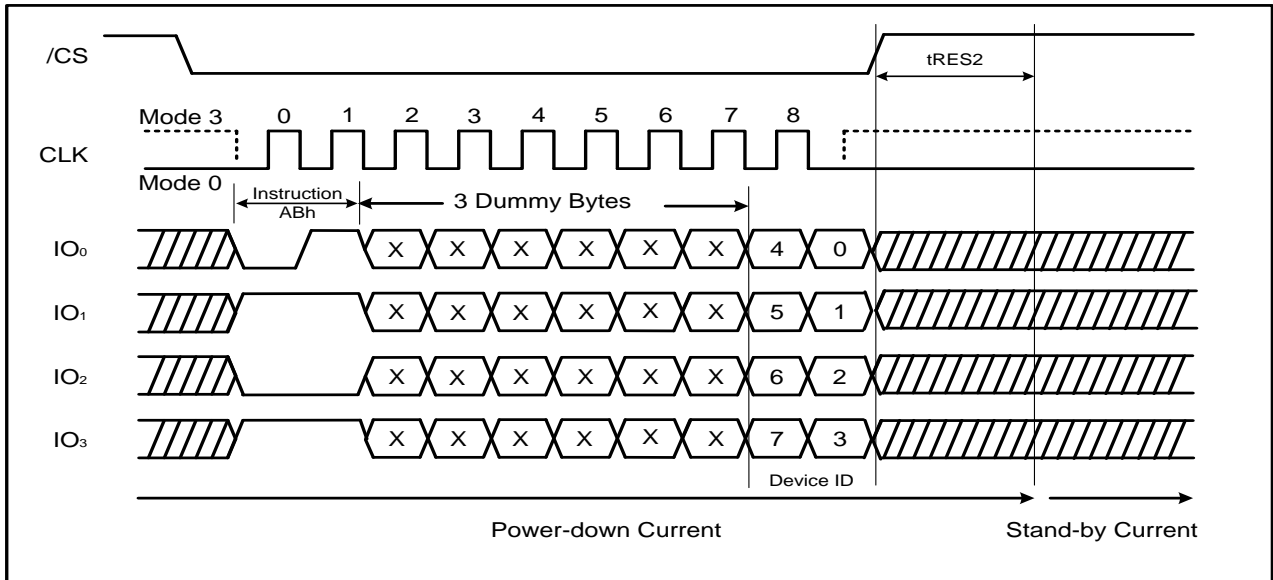 /CS
tRES2
Mode 3
0 1 2 3 4 5 6 7 8
CLK
Mode 0
Instruction
ABh
3 Dummy Bytes
IO₀
X X X X X X 4 0
IO₁
X X X X X X 5 1
IO₂
X X X X X X 6 2
IO₃
X X X X X X 7 3
Device ID
Power-down Current
Stand-by Current